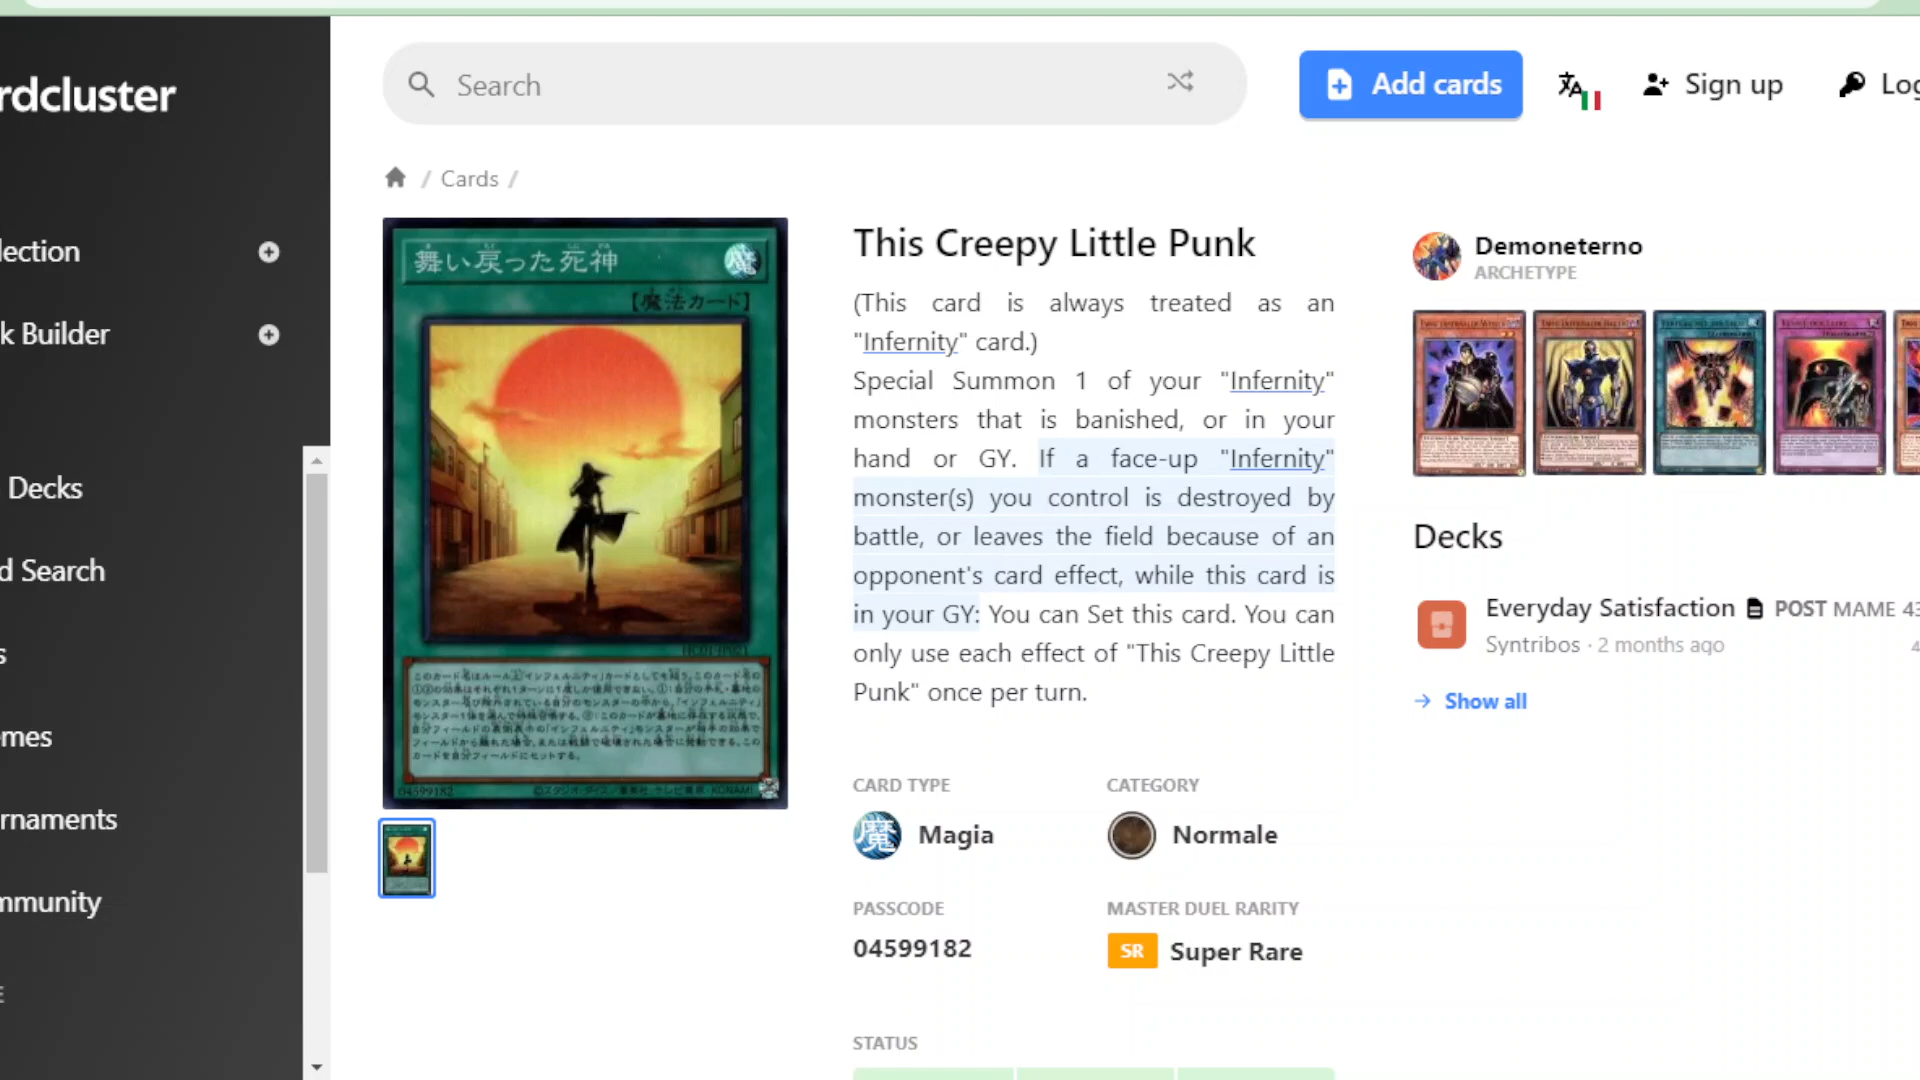 rdcluster
Search
Add cards
Sign up
Log
/ Cards /
lection
k Builder
Decks
d Search
s
mes
rnaments
mmunity
E
舞い戻った死神
魔
【魔法カード】
04599182
This Creepy Little Punk
(This card is always treated as an
"Infernity" card.)
Special Summon 1 of your "Infernity"
monsters that is banished, or in your
hand or GY. If a face-up "Infernity"
monster(s) you control is destroyed by
battle, or leaves the field because of an
opponent's card effect, while this card is
in your GY: You can Set this card. You can
only use each effect of "This Creepy Little
Punk" once per turn.
CARD TYPE
魔 Magia
CATEGORY
Normale
PASSCODE
04599182
MASTER DUEL RARITY
SR Super Rare
STATUS
Demoneterno
ARCHETYPE
Decks
Everyday Satisfaction POST MAME 43
Syntribos · 2 months ago
Show all